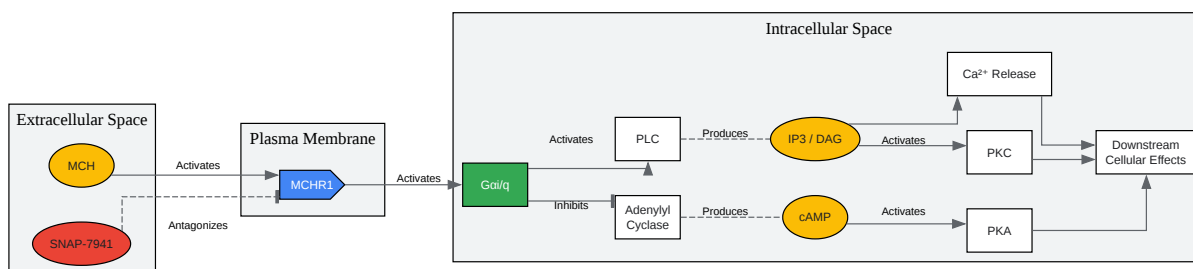 Extracellular Space
MCH
SNAP-7941
Activates
Antagonizes
Plasma Membrane
MCHR1
Activates
Intracellular Space
Gαi/q
Activates
Inhibits
PLC
Adenylyl
Cyclase
Produces
Produces
IP3 / DAG
cAMP
Activates
Activates
Ca²⁺ Release
PKC
PKA
Downstream
Cellular Effects